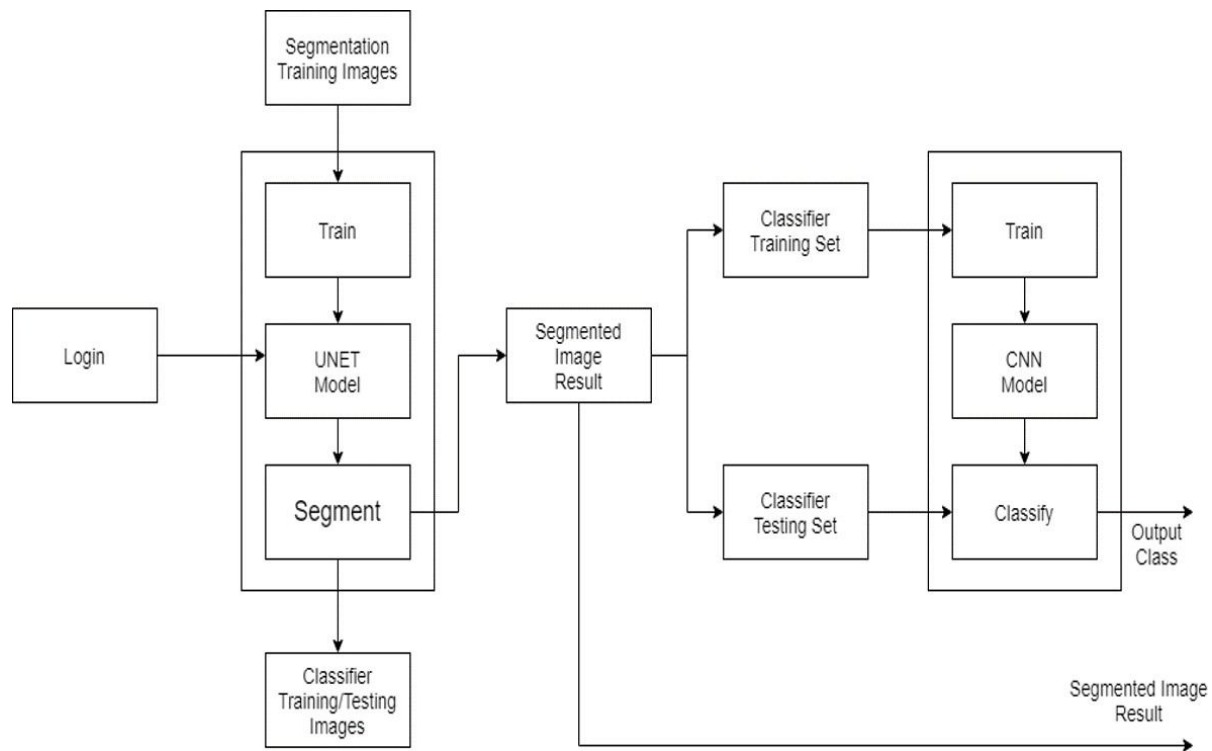 Segmentation
Training Images
Train
Login
UNET
Model
Segment
Classifier
Training/Testing
Images
Segmented
Image
Result
Classifier
Training Set
Classifier
Testing Set
Train
CNN
Model
Classify
Output
Class
Segmented Image
Result